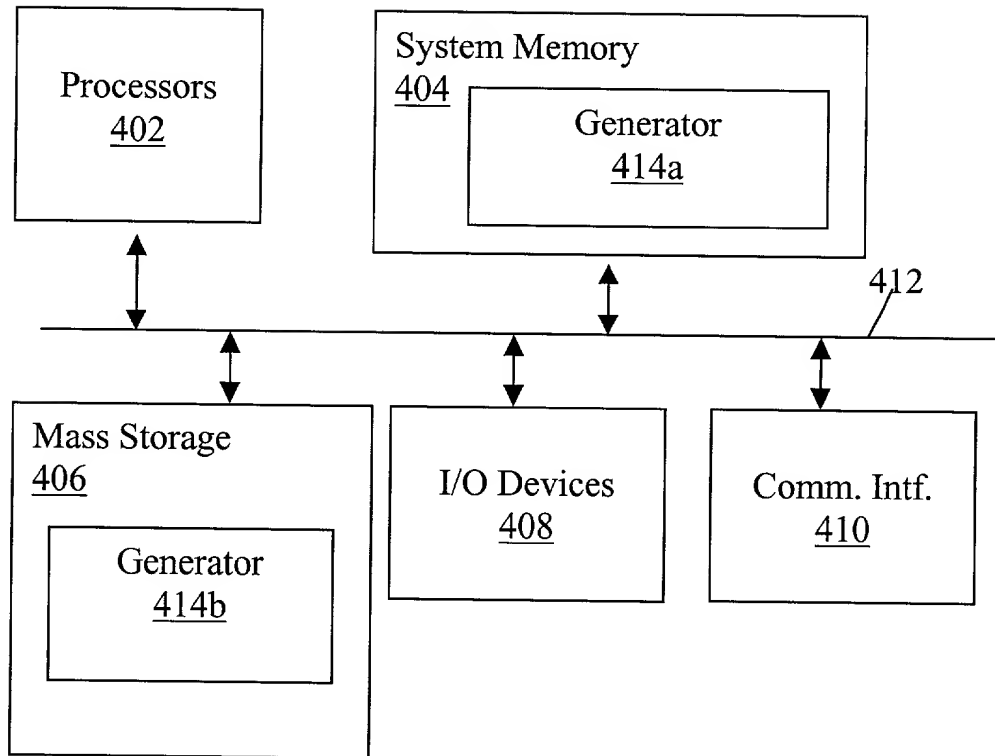 Processors
402
System Memory
404
Generator
414a
412
Mass Storage
406
Generator
414b
I/O Devices
408
Comm. Intf.
410